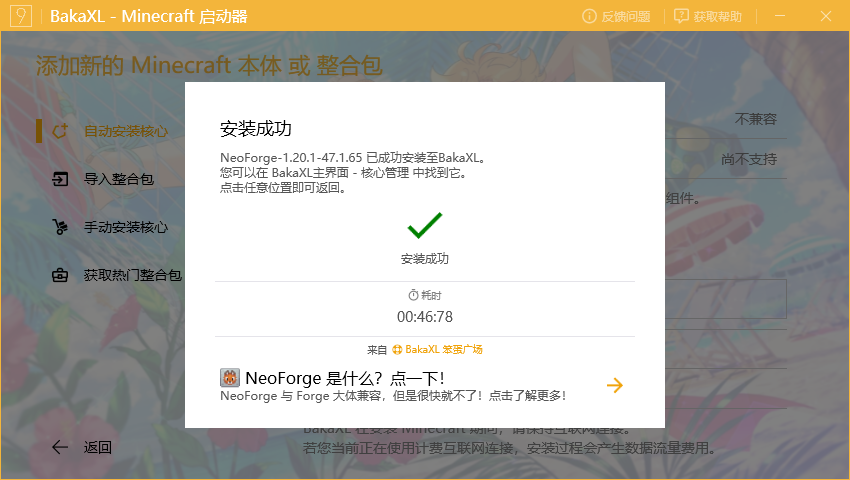 BakaXL - Minecraft 启动器
反馈问题
获取帮助
添加新的 Minecraft 本体 或 整合包
自动安装核心
导入整合包
手动安装核心
获取热门整合包
返回
不兼容
尚不支持
组件。
安装成功
NeoForge-1.20.1-47.1.65 已成功安装至BakaXL。
您可以在 BakaXL主界面 - 核心管理 中找到它。
点击任意位置即可返回。
安装成功
耗时
00:46:78
来自 BakaXL 笨蛋广场
NeoForge 是什么？点一下！
NeoForge 与 Forge 大体兼容，但是很快就不了！点击了解更多！
BakaXL 在安装 Minecraft 期间，请保持互联网连接。
若您当前正在使用计费互联网连接，安装过程会产生数据流量费用。